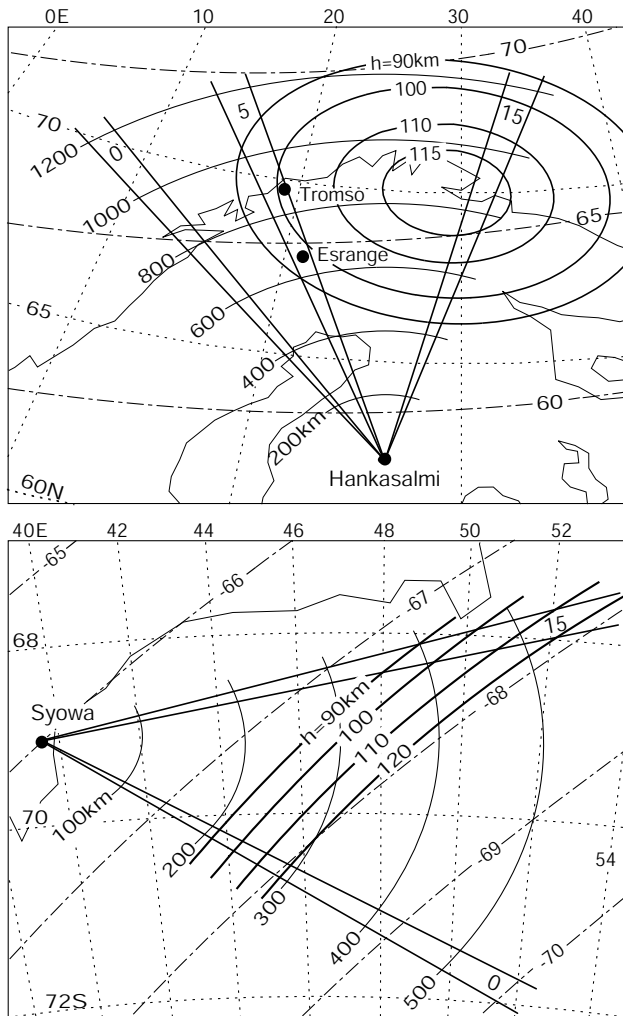 0E 10 20 30 40
h=90km 70
100
5 15
70 110
0 115
1200
Tromso
1000 65
Esrange
800
65 600
400 60
200km
60N Hankasalmi
40E 42 44 46 48 50 52
-65 -66 -67
15
68
-68
Syowa h=90km
100
110
120
100km
70
200 -69
54
300
400 -70
0
500
72S